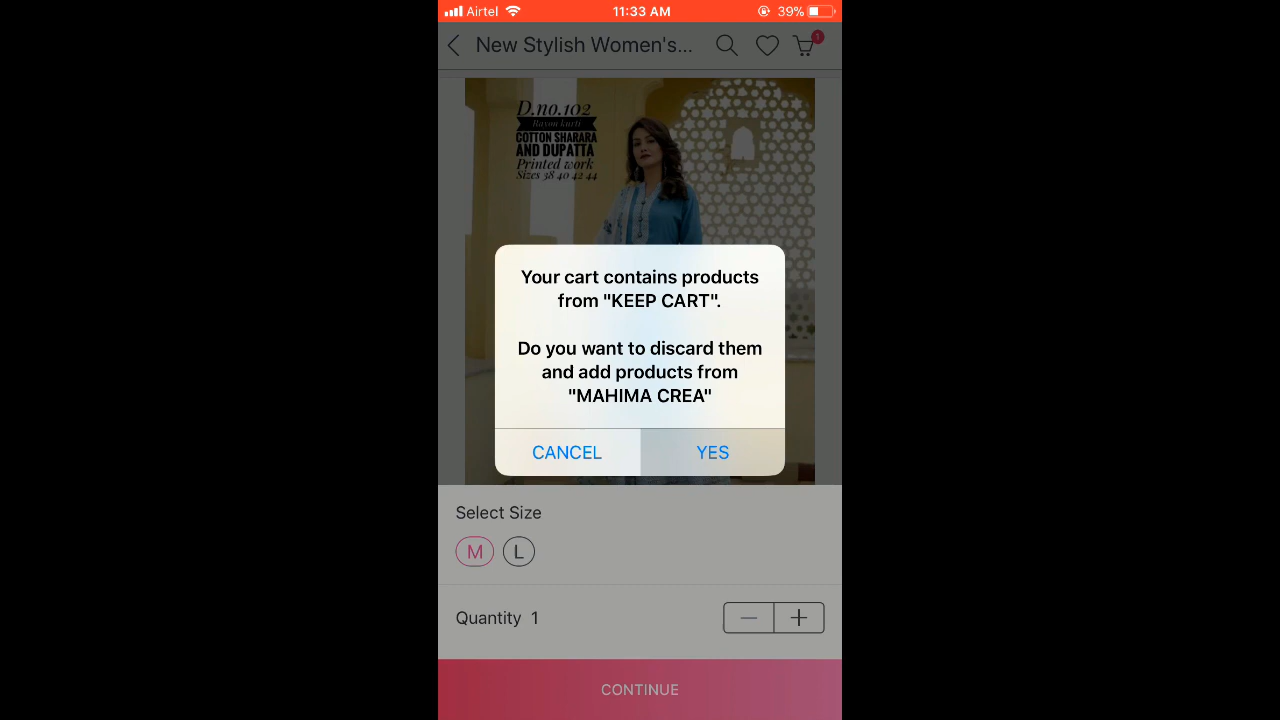 Airtel 11:33 AM 39%
New Stylish Women's... 1
D.no.102
Rayon kurti
COTTON SHARARA
AND DUPATTA
Printed work
Sizes 38 40 42 44
Your cart contains products
from "KEEP CART".
Do you want to discard them
and add products from
"MAHIMA CREA"
CANCEL YES
Select Size
M L
Quantity 1
CONTINUE